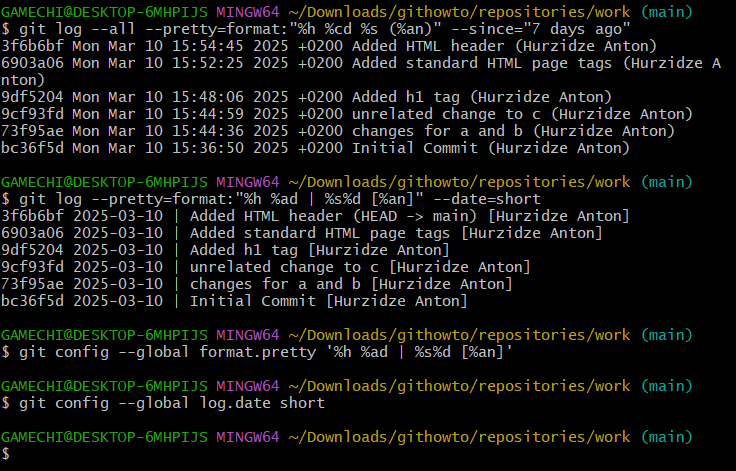 GAMECHI@DESKTOP-6MHPIJS MINGW64 ~/Downloads/githowto/repositories/work (main)
$ git log --all --pretty=format:"%h %cd %s (%an)" --since="7 days ago"
3f6b6bf Mon Mar 10 15:54:45 2025 +0200 Added HTML header (Hurzidze Anton)
6903a06 Mon Mar 10 15:52:25 2025 +0200 Added standard HTML page tags (Hurzidze A
nton)
9df5204 Mon Mar 10 15:48:06 2025 +0200 Added h1 tag (Hurzidze Anton)
9cf93fd Mon Mar 10 15:44:59 2025 +0200 unrelated change to c (Hurzidze Anton)
73f95ae Mon Mar 10 15:44:36 2025 +0200 changes for a and b (Hurzidze Anton)
bc36f5d Mon Mar 10 15:36:50 2025 +0200 Initial Commit (Hurzidze Anton)
GAMECHI@DESKTOP-6MHPIJS MINGW64 ~/Downloads/githowto/repositories/work (main)
$ git log --pretty=format:"%h %ad | %s%d [%an]" --date=short
3f6b6bf 2025-03-10 | Added HTML header (HEAD -> main) [Hurzidze Anton]
6903a06 2025-03-10 | Added standard HTML page tags [Hurzidze Anton]
9df5204 2025-03-10 | Added h1 tag [Hurzidze Anton]
9cf93fd 2025-03-10 | unrelated change to c [Hurzidze Anton]
73f95ae 2025-03-10 | changes for a and b [Hurzidze Anton]
bc36f5d 2025-03-10 | Initial Commit [Hurzidze Anton]
GAMECHI@DESKTOP-6MHPIJS MINGW64 ~/Downloads/githowto/repositories/work (main)
$ git config --global format.pretty '%h %ad | %s%d [%an]'
GAMECHI@DESKTOP-6MHPIJS MINGW64 ~/Downloads/githowto/repositories/work (main)
$ git config --global log.date short
GAMECHI@DESKTOP-6MHPIJS MINGW64 ~/Downloads/githowto/repositories/work (main)
$